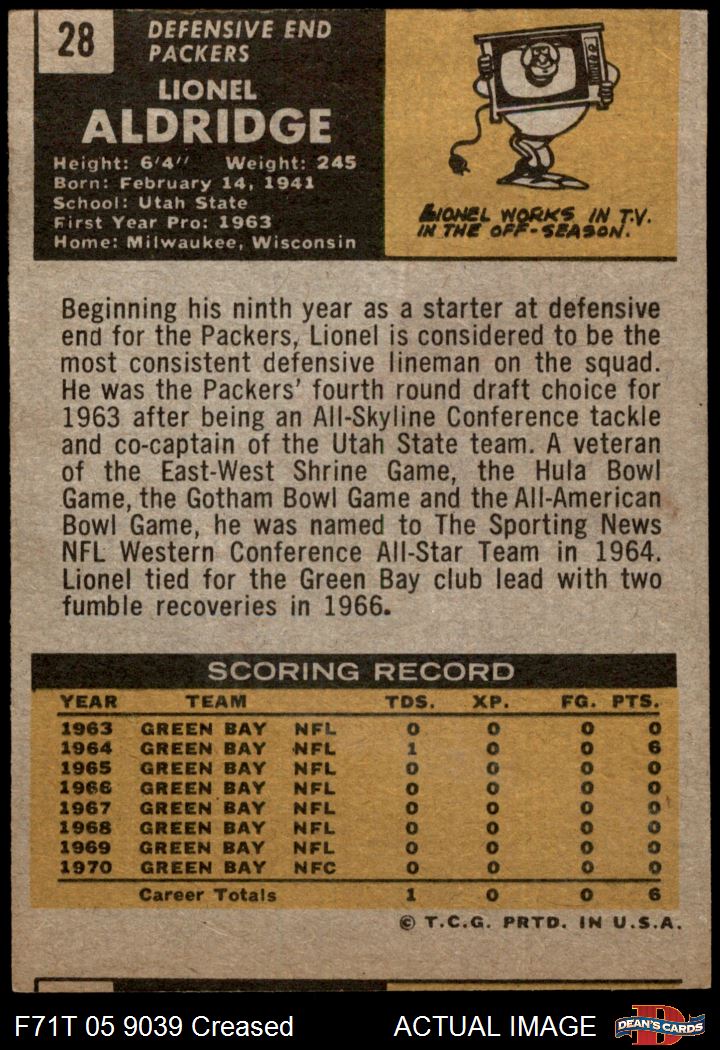 28
DEFENSIVE END
PACKERS
LIONEL
ALDRIDGE
Height: 6'4" Weight: 245
Born: February 14, 1941
School: Utah State
First Year Pro: 1963
Home: Milwaukee, Wisconsin
LIONEL WORKS IN T.V.
IN THE OFF-SEASON.
Beginning his ninth year as a starter at defensive
end for the Packers, Lionel is considered to be the
most consistent defensive lineman on the squad.
He was the Packers' fourth round draft choice for
1963 after being an All-Skyline Conference tackle
and co-captain of the Utah State team. A veteran
of the East-West Shrine Game, the Hula Bowl
Game, the Gotham Bowl Game and the All-American
Bowl Game, he was named to The Sporting News
NFL Western Conference All-Star Team in 1964.
Lionel tied for the Green Bay club lead with two
fumble recoveries in 1966.
SCORING RECORD
YEAR TEAM TDS. XP. FG. PTS.
1963 GREEN BAY NFL 0 0 0 0
1964 GREEN BAY NFL 1 0 0 6
1965 GREEN BAY NFL 0 0 0 0
1966 GREEN BAY NFL 0 0 0 0
1967 GREEN BAY NFL 0 0 0 0
1968 GREEN BAY NFL 0 0 0 0
1969 GREEN BAY NFL 0 0 0 0
1970 GREEN BAY NFC 0 0 0 0
Career Totals 1 0 0 6
© T.C.G. PRTD. IN U.S.A.
F71T 05 9039 Creased ACTUAL IMAGE DEAN'S CARDS